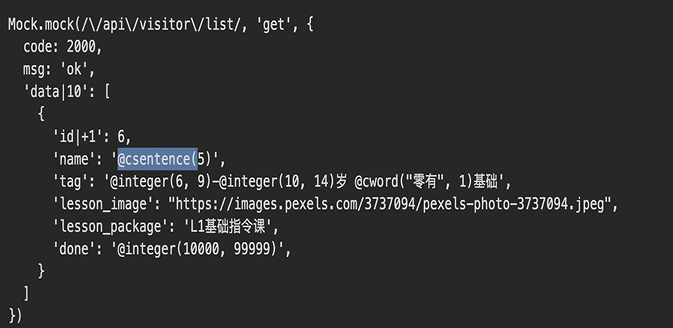 Mock.mock(/\/api\/visitor\/list/, 'get', {
  code: 2000,
  msg: 'ok',
  'data|10': [
    {
      'id|+1': 6,
      'name': '@csentence(5)',
      'tag': '@integer(6, 9)-@integer(10, 14)岁 @cword("零有", 1)基础',
      'lesson_image': "https://images.pexels.com/3737094/pexels-photo-3737094.jpeg",
      'lesson_package': 'L1基础指令课',
      'done': '@integer(10000, 99999)',
    }
  ]
})